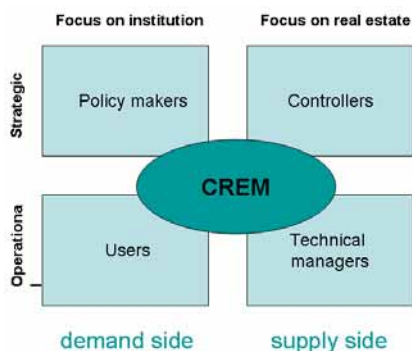 Focus on institution Focus on real estate
Strategic
Policy makers Controllers
CREM
Operationa
Users Technical
managers
demand side supply side